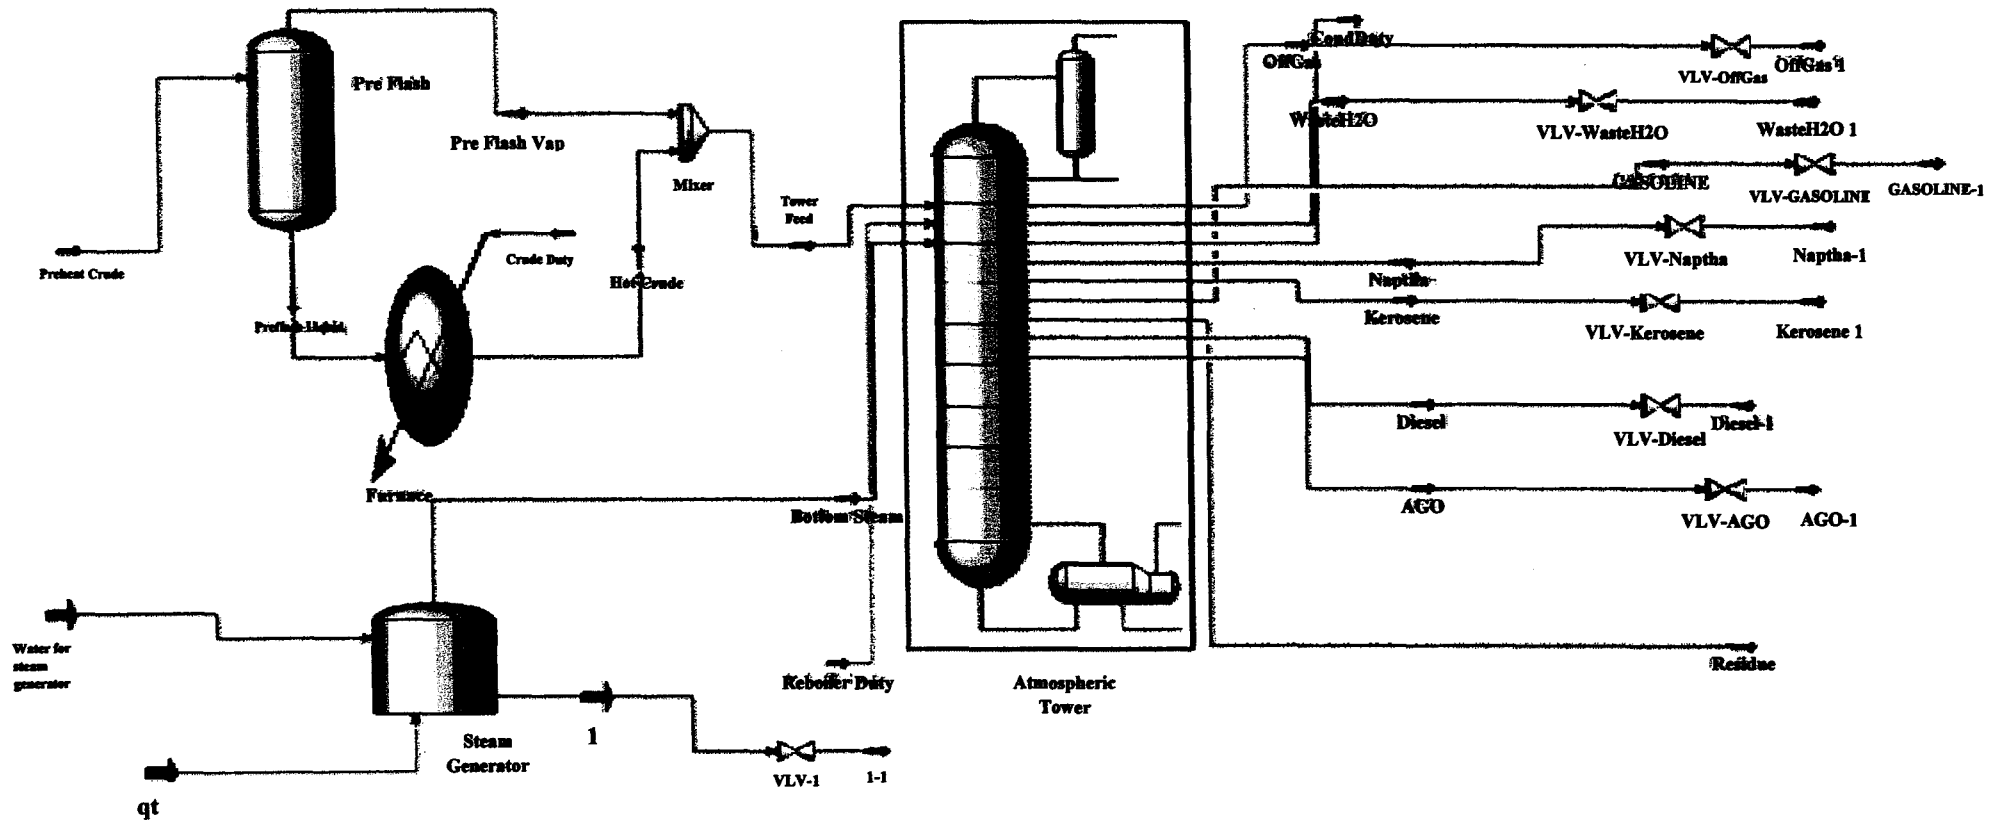 CondDuty
OffGas
VLV-OffGas
OffGas 1
Pre Flash
WasteH2O
VLV-WasteH2O
WasteH2O 1
Pre Flash Vap
Mixer
GASOLINE
VLV-GASOLINE
GASOLINE-1
Tower
Feed
Preheat Crude
Crude Duty
Hot Crude
Naptha
VLV-Naptha
Naptha-1
Preflash Liquid
Kerosene
VLV-Kerosene
Kerosene 1
Diesel
VLV-Diesel
Diesel-1
Furnace
Bottom Steam
AGO
VLV-AGO
AGO-1
Water for
steam
generator
Reboiler Duty
Atmospheric
Tower
Residue
1
Steam
Generator
VLV-1
1-1
qt